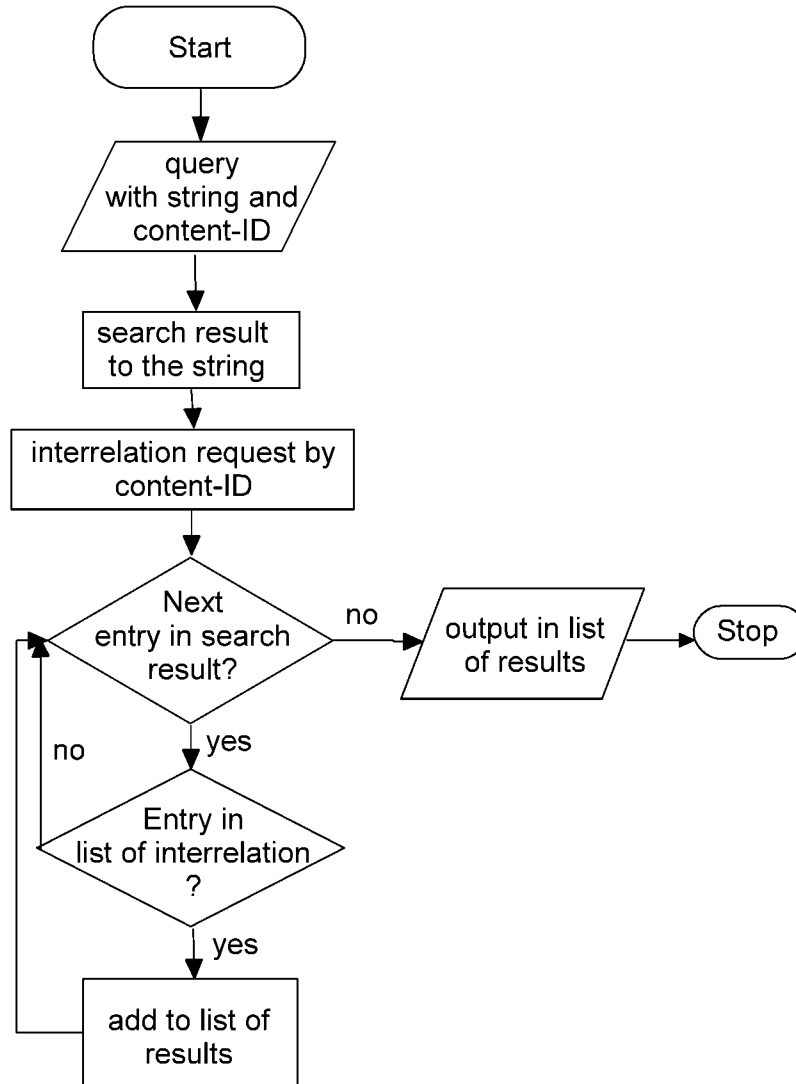 Start
query
with string and
content-ID
search result
to the string
interrelation request by
content-ID
Next
entry in search
result?
no
output in list
of results
Stop
yes
no
Entry in
list of interrelation
?
yes
add to list of
results